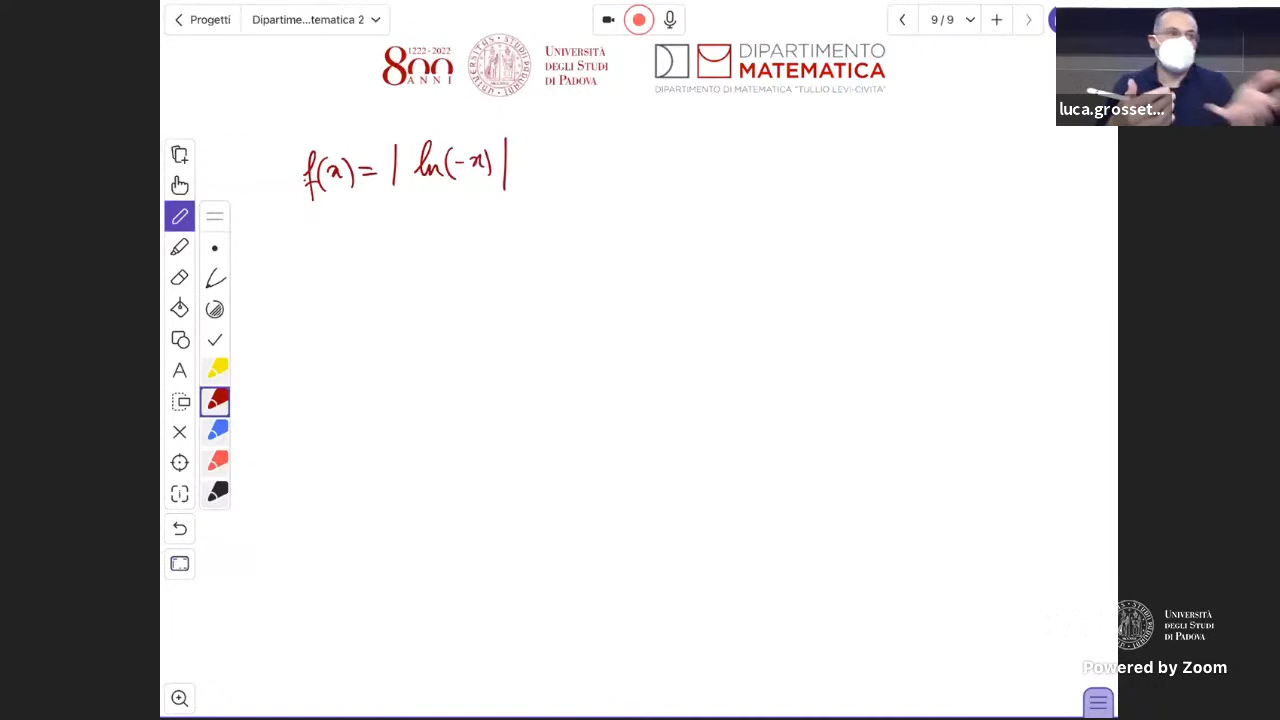 Progetti
Dipartime...tematica 2
9/9
1222·2022
800
ANNI
UNIVERSITÀ
DEGLI STUDI
DI PADOVA
DIPARTIMENTO
MATEMATICA
DIPARTIMENTO DI MATEMATICA "TULLIO LEVI-CIVITA"
luca.grosset...
f(x) = | ln(-x) |
A
UNIVERSITÀ
DEGLI STUDI
DI PADOVA
Powered by Zoom